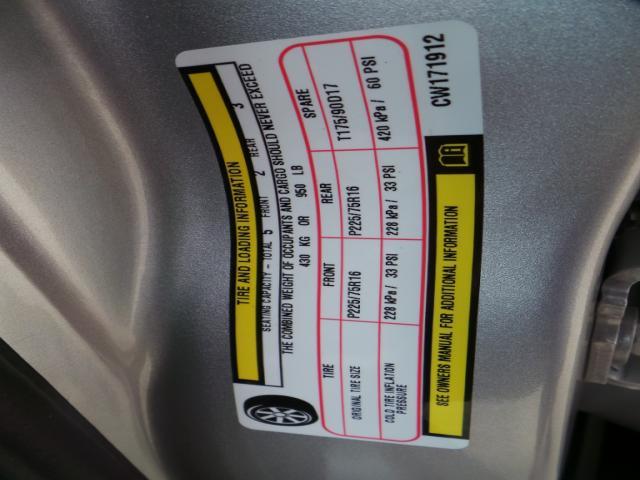 TIRE AND LOADING INFORMATION
SEATING CAPACITY - TOTAL 5 FRONT 2 REAR 3
THE COMBINED WEIGHT OF OCCUPANTS AND CARGO SHOULD NEVER EXCEED
430 KG OR 950 LB
TIRE FRONT REAR SPARE
ORIGINAL TIRE SIZE P225/75R16 P225/75R16 T175/90D17
COLD TIRE INFLATION PRESSURE 228 kPa / 33 PSI 228 kPa / 33 PSI 420 kPa / 60 PSI
SEE OWNERS MANUAL FOR ADDITIONAL INFORMATION
CW171912